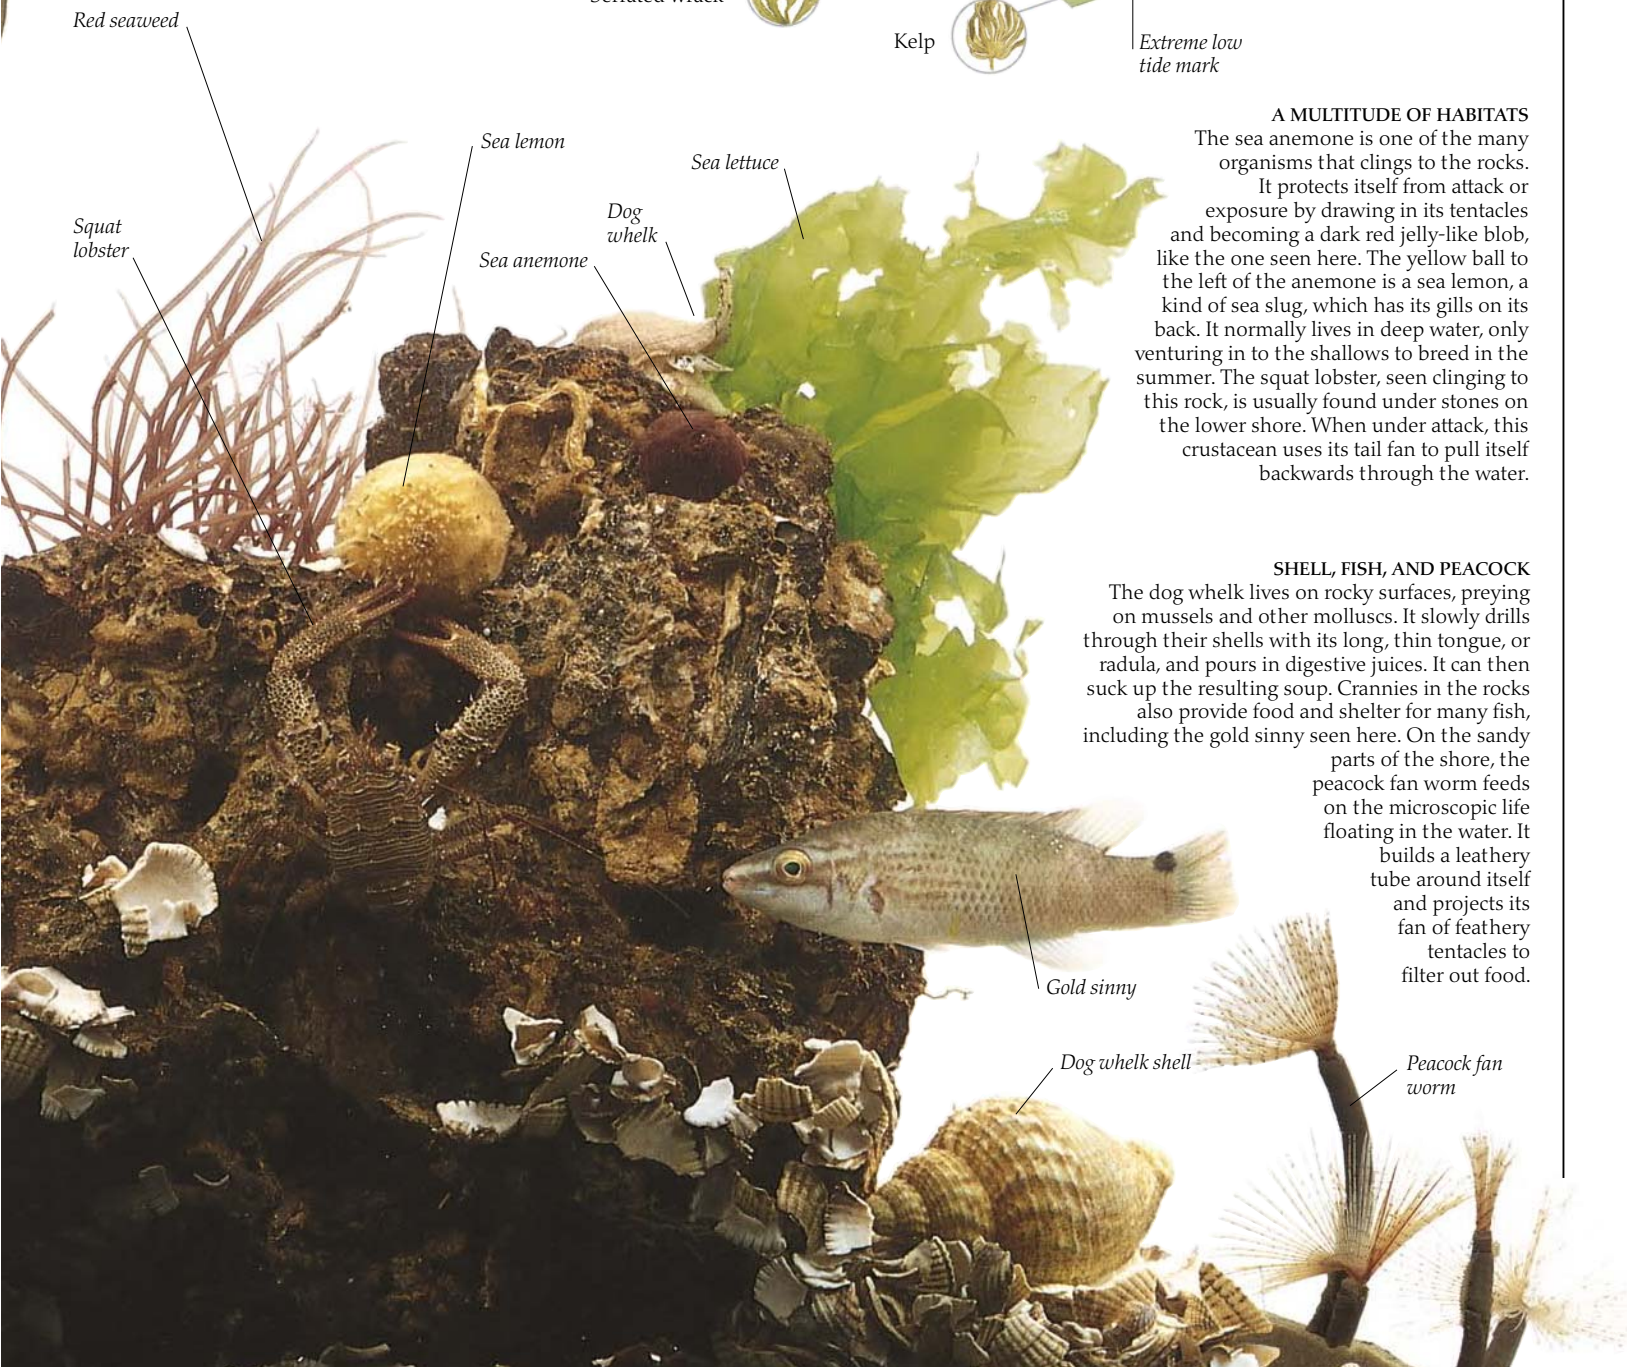 Red seaweed
Kelp
Extreme low
tide mark
Sea lemon
Sea lettuce
Squat
lobster
Dog
whelk
Sea anemone
A MULTITUDE OF HABITATS
The sea anemone is one of the many
organisms that clings to the rocks.
It protects itself from attack or
exposure by drawing in its tentacles
and becoming a dark red jelly-like blob,
like the one seen here. The yellow ball to
the left of the anemone is a sea lemon, a
kind of sea slug, which has its gills on its
back. It normally lives in deep water, only
venturing in to the shallows to breed in the
summer. The squat lobster, seen clinging to
this rock, is usually found under stones on
the lower shore. When under attack, this
crustacean uses its tail fan to pull itself
backwards through the water.
SHELL, FISH, AND PEACOCK
The dog whelk lives on rocky surfaces, preying
on mussels and other molluscs. It slowly drills
through their shells with its long, thin tongue, or
radula, and pours in digestive juices. It can then
suck up the resulting soup. Crannies in the rocks
also provide food and shelter for many fish,
including the gold sinny seen here. On the sandy
parts of the shore, the
peacock fan worm feeds
on the microscopic life
floating in the water. It
builds a leathery
tube around itself
and projects its
fan of feathery
tentacles to
filter out food.
Gold sinny
Dog whelk shell
Peacock fan
worm